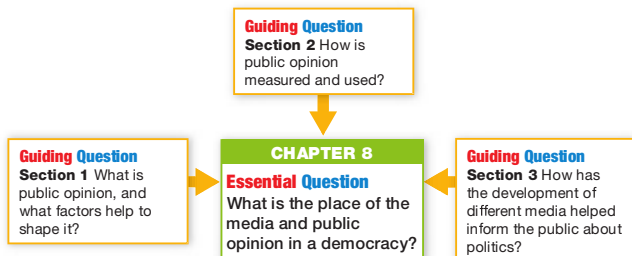 Guiding Question
Section 2 How is
public opinion
measured and used?
Guiding Question
Section 1 What is
public opinion, and
what factors help to
shape it?
CHAPTER 8
Essential Question
What is the place of the
media and public
opinion in a democracy?
Guiding Question
Section 3 How has
the development of
different media helped
inform the public about
politics?